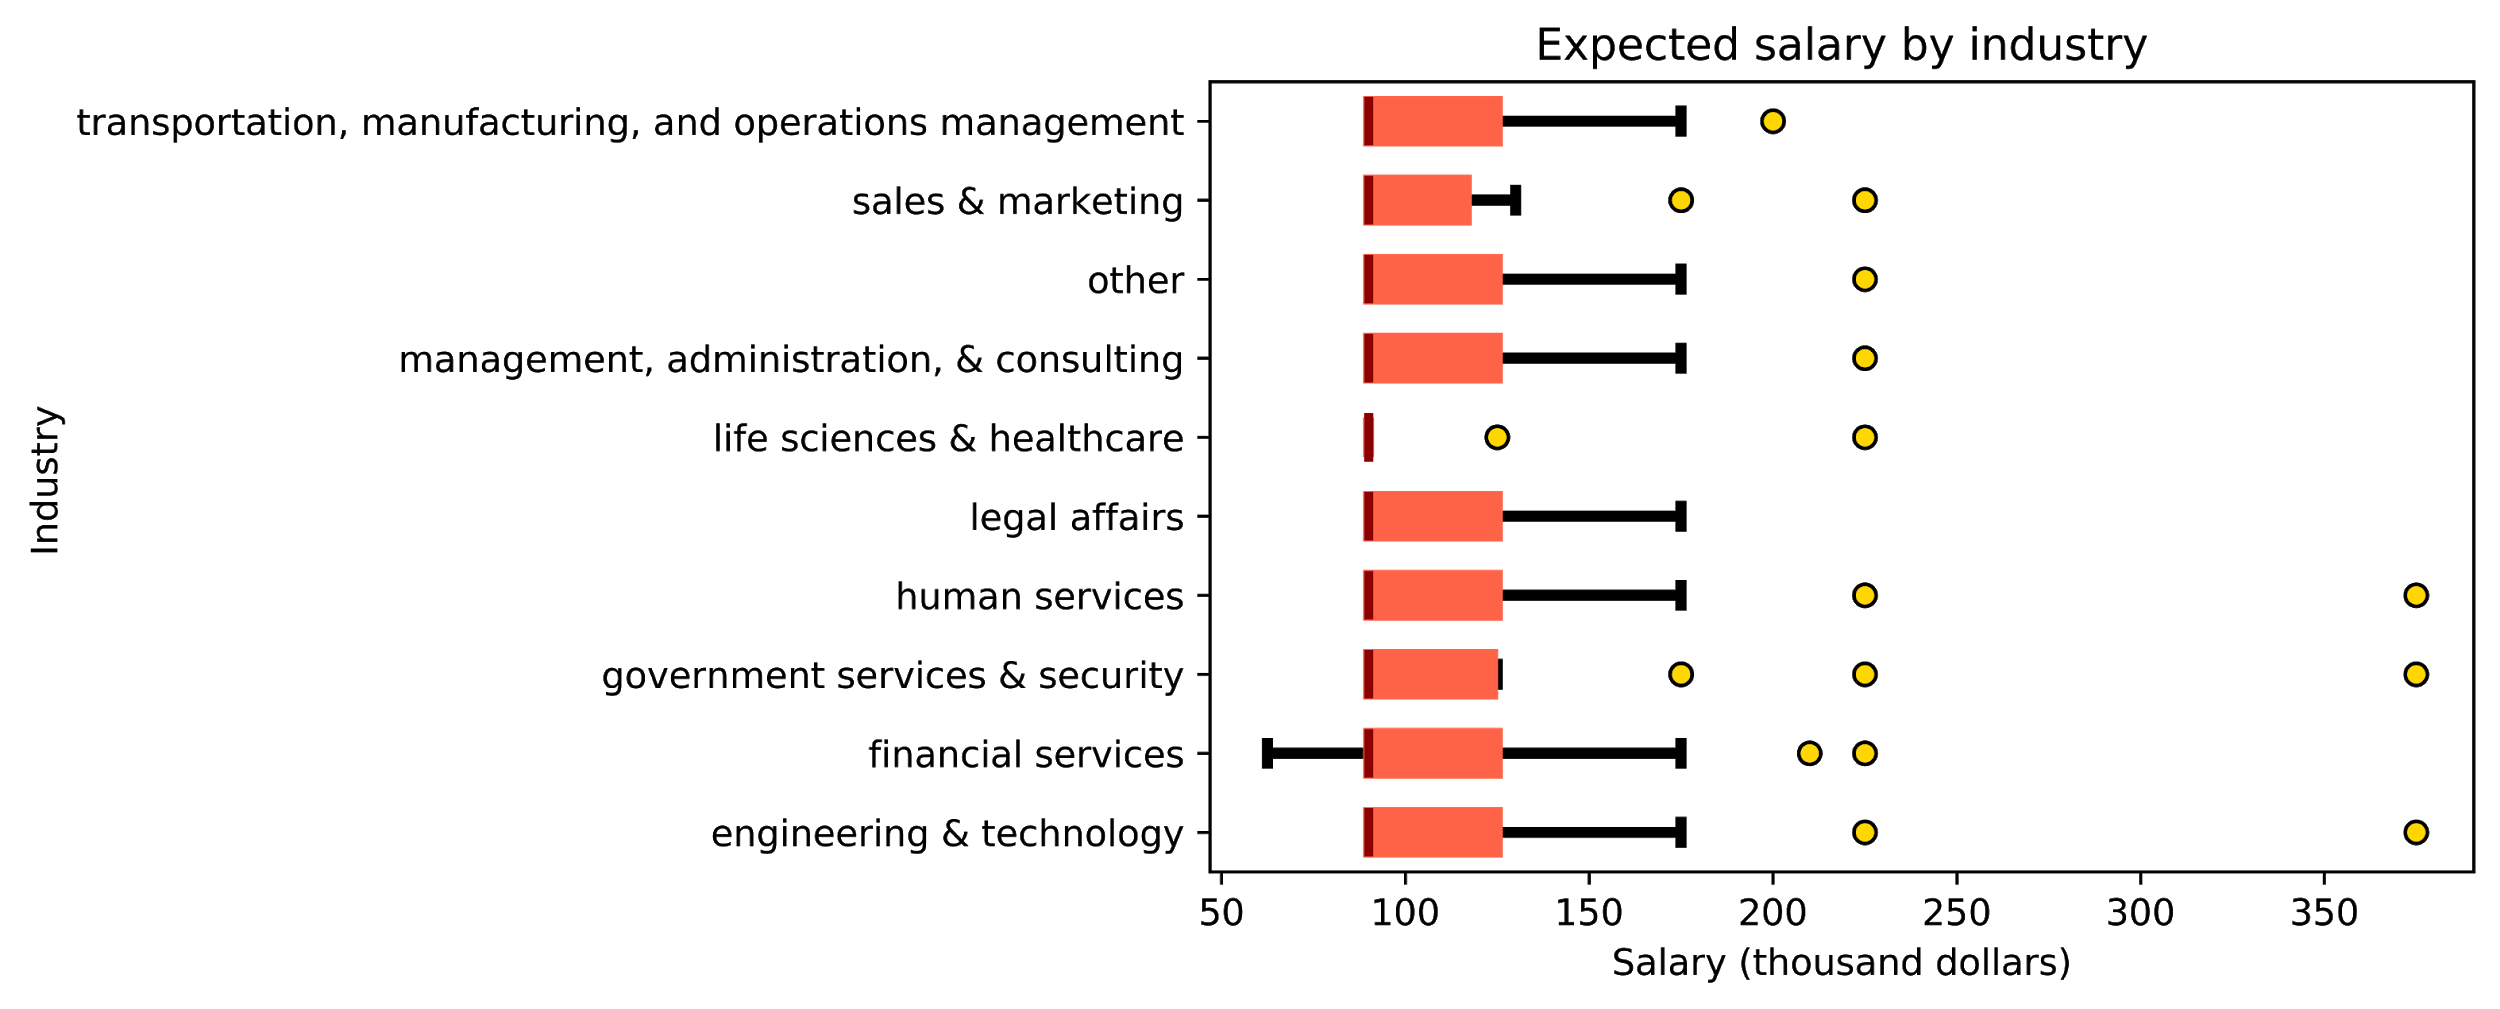 Expected salary by industry
transportation, manufacturing, and operations management
sales & marketing
other
management, administration, & consulting
life sciences & healthcare
legal affairs
human services
government services & security
financial services
engineering & technology
Industry
50 100 150 200 250 300 350
Salary (thousand dollars)